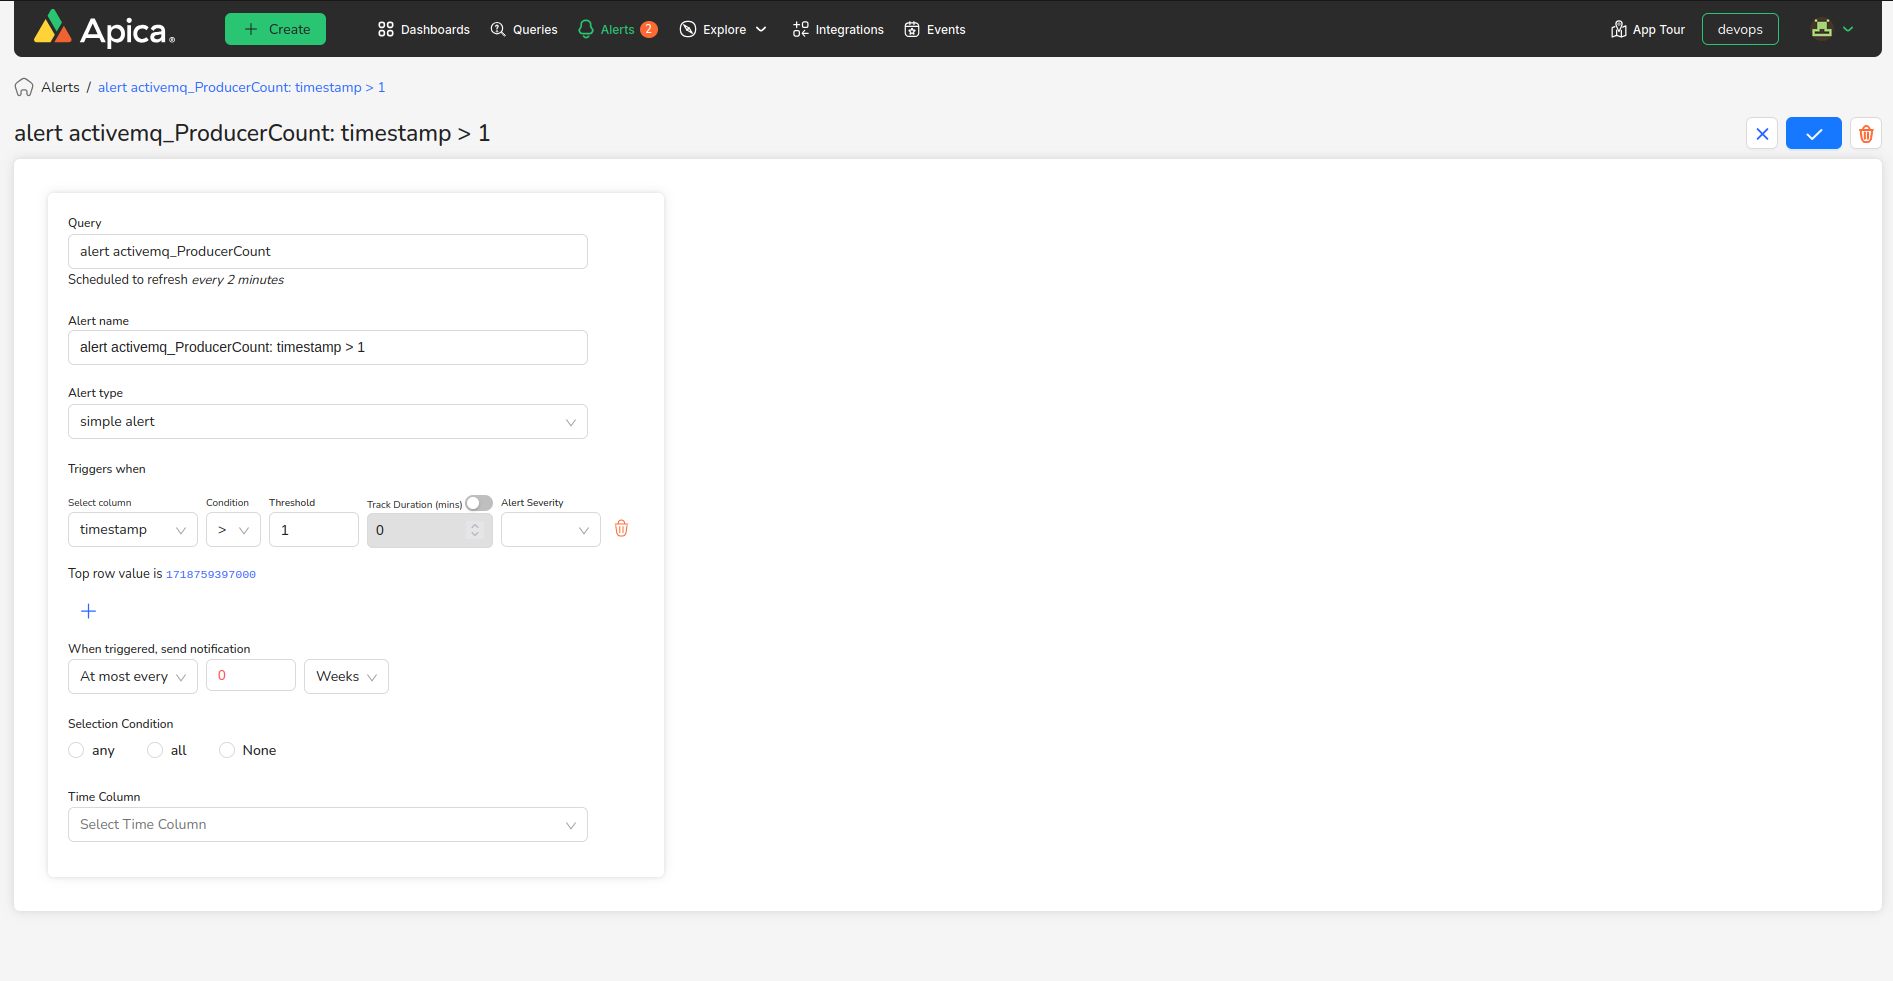 Apica®
Create
Dashboards
Queries
Alerts 2
Explore
Integrations
Events
App Tour
devops
Alerts / alert activemq_ProducerCount: timestamp > 1
alert activemq_ProducerCount: timestamp > 1
Query
alert activemq_ProducerCount
Scheduled to refresh every 2 minutes
Alert name
alert activemq_ProducerCount: timestamp > 1
Alert type
simple alert
Triggers when
Select column Condition Threshold Track Duration (mins) Alert Severity
timestamp > 1 0
Top row value is 1718759397000
When triggered, send notification
At most every 0 Weeks
Selection Condition
any all None
Time Column
Select Time Column